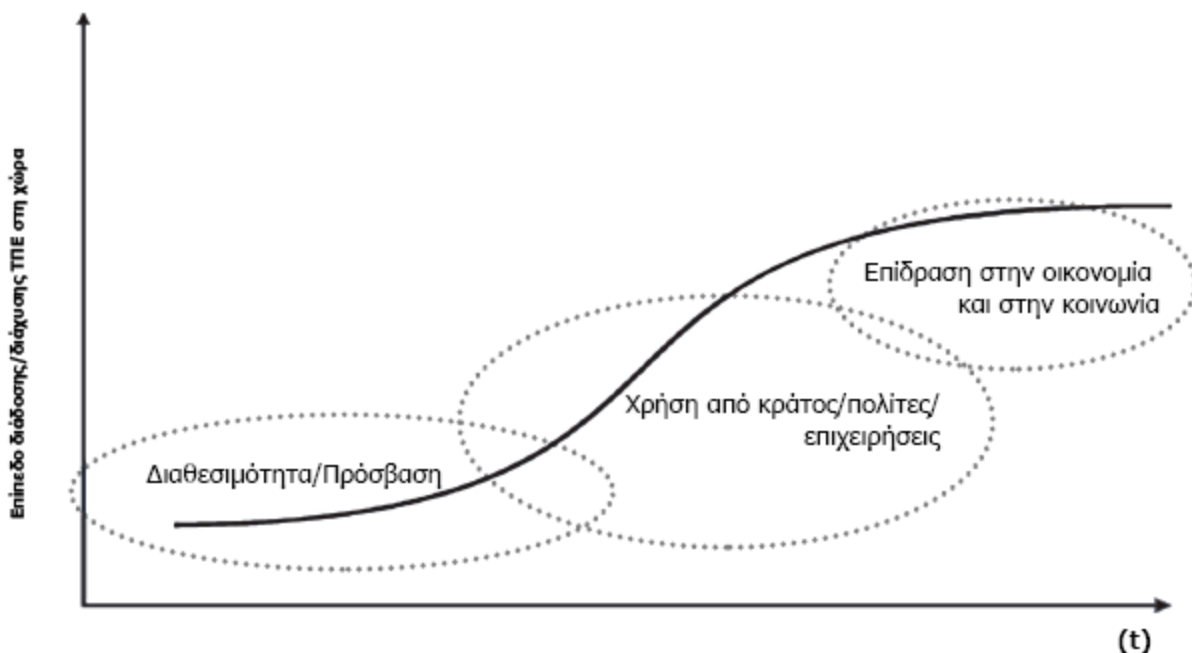 Επίπεδο διάδοσης/διάχυσης ΤΠΕ στη χώρα
Επίδραση στην οικονομία
και στην κοινωνία
Χρήση από κράτος/πολίτες/
επιχειρήσεις
Διαθεσιμότητα/Πρόσβαση
(t)